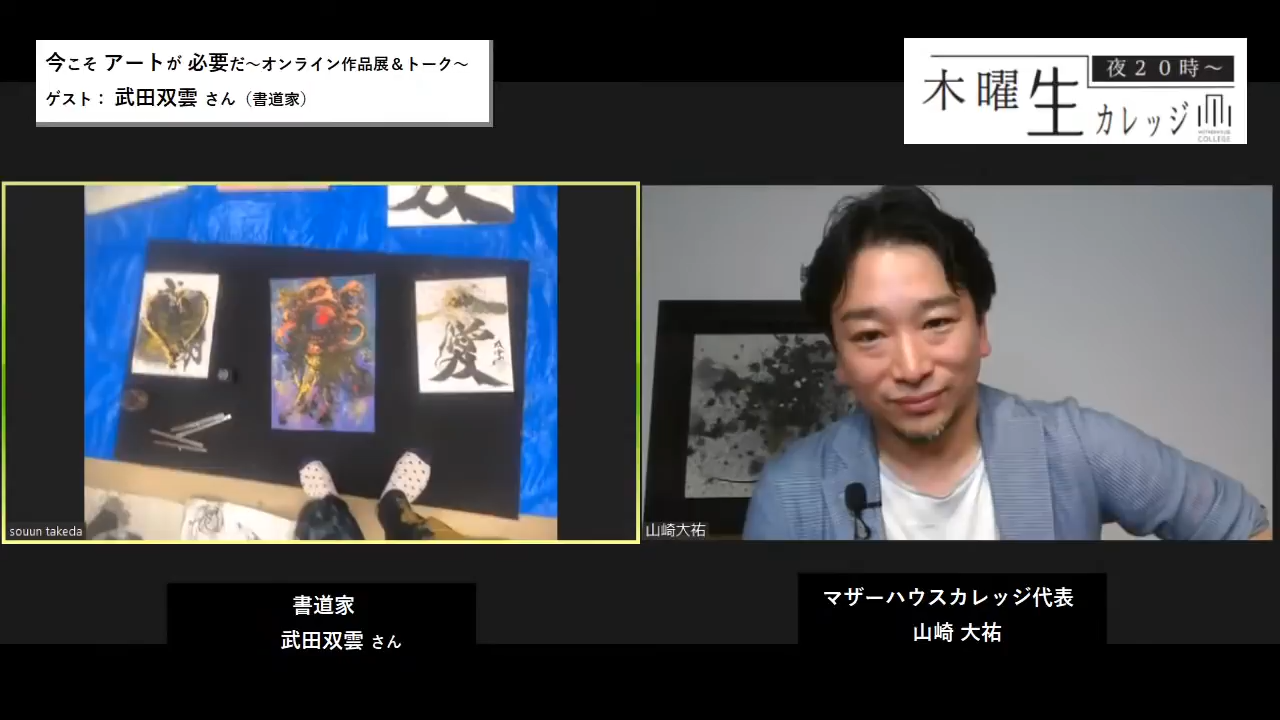 今こそ アートが 必要だ～オンライン作品展＆トーク～
ゲスト： 武田双雲 さん（書道家）
木曜生カレッジ
夜２０時～
MOTHERHOUSE
COLLEGE
愛
souun takeda
山崎大祐
書道家
武田双雲 さん
マザーハウスカレッジ代表
山崎 大祐